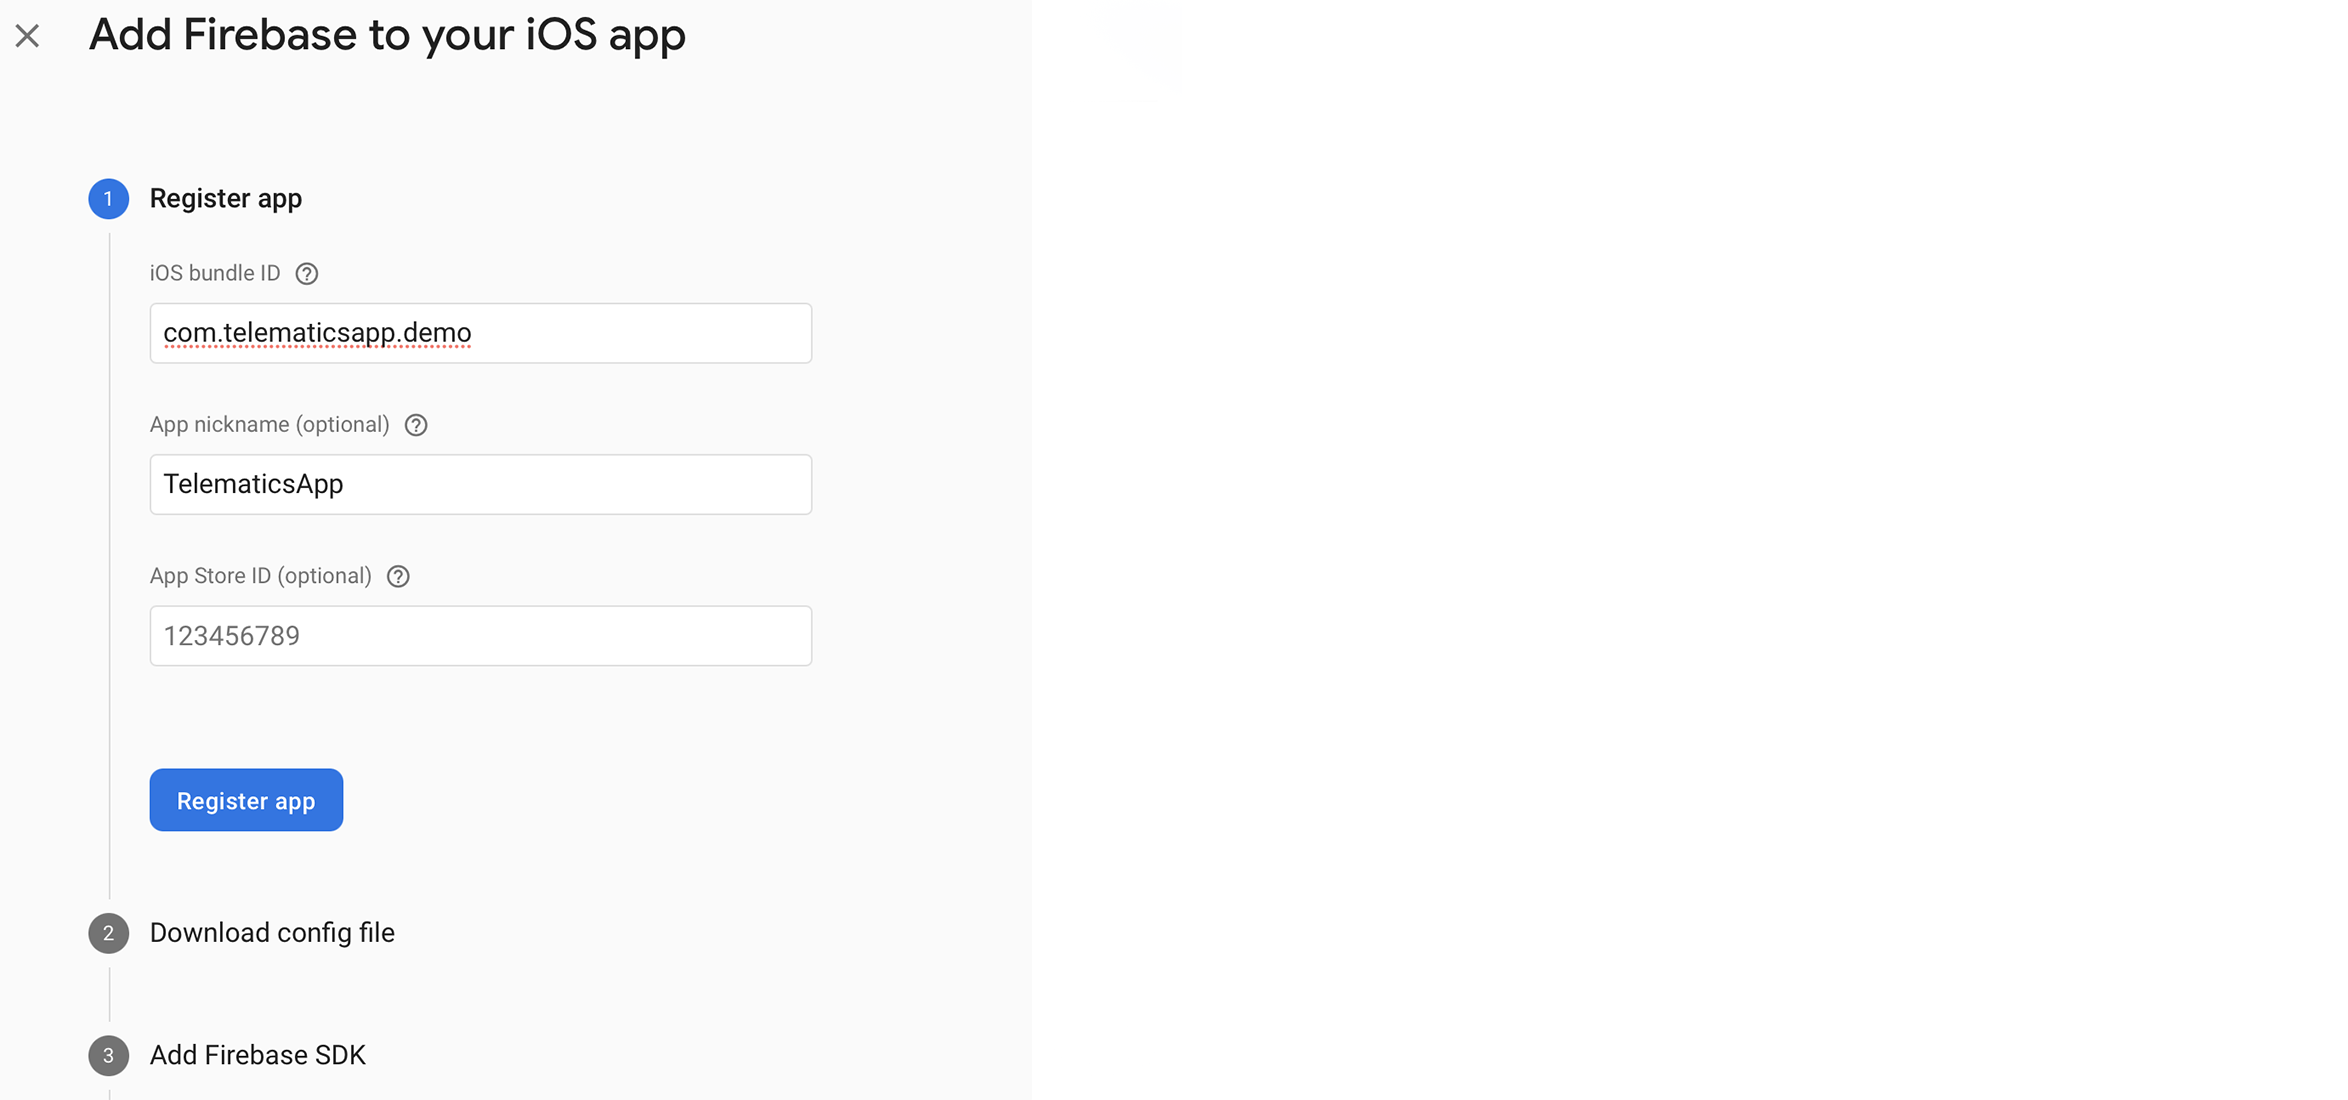 Add Firebase to your iOS app
1 Register app
iOS bundle ID ?
com.telematicsapp.demo
App nickname (optional) ?
TelematicsApp
App Store ID (optional) ?
123456789
Register app
2 Download config file
3 Add Firebase SDK